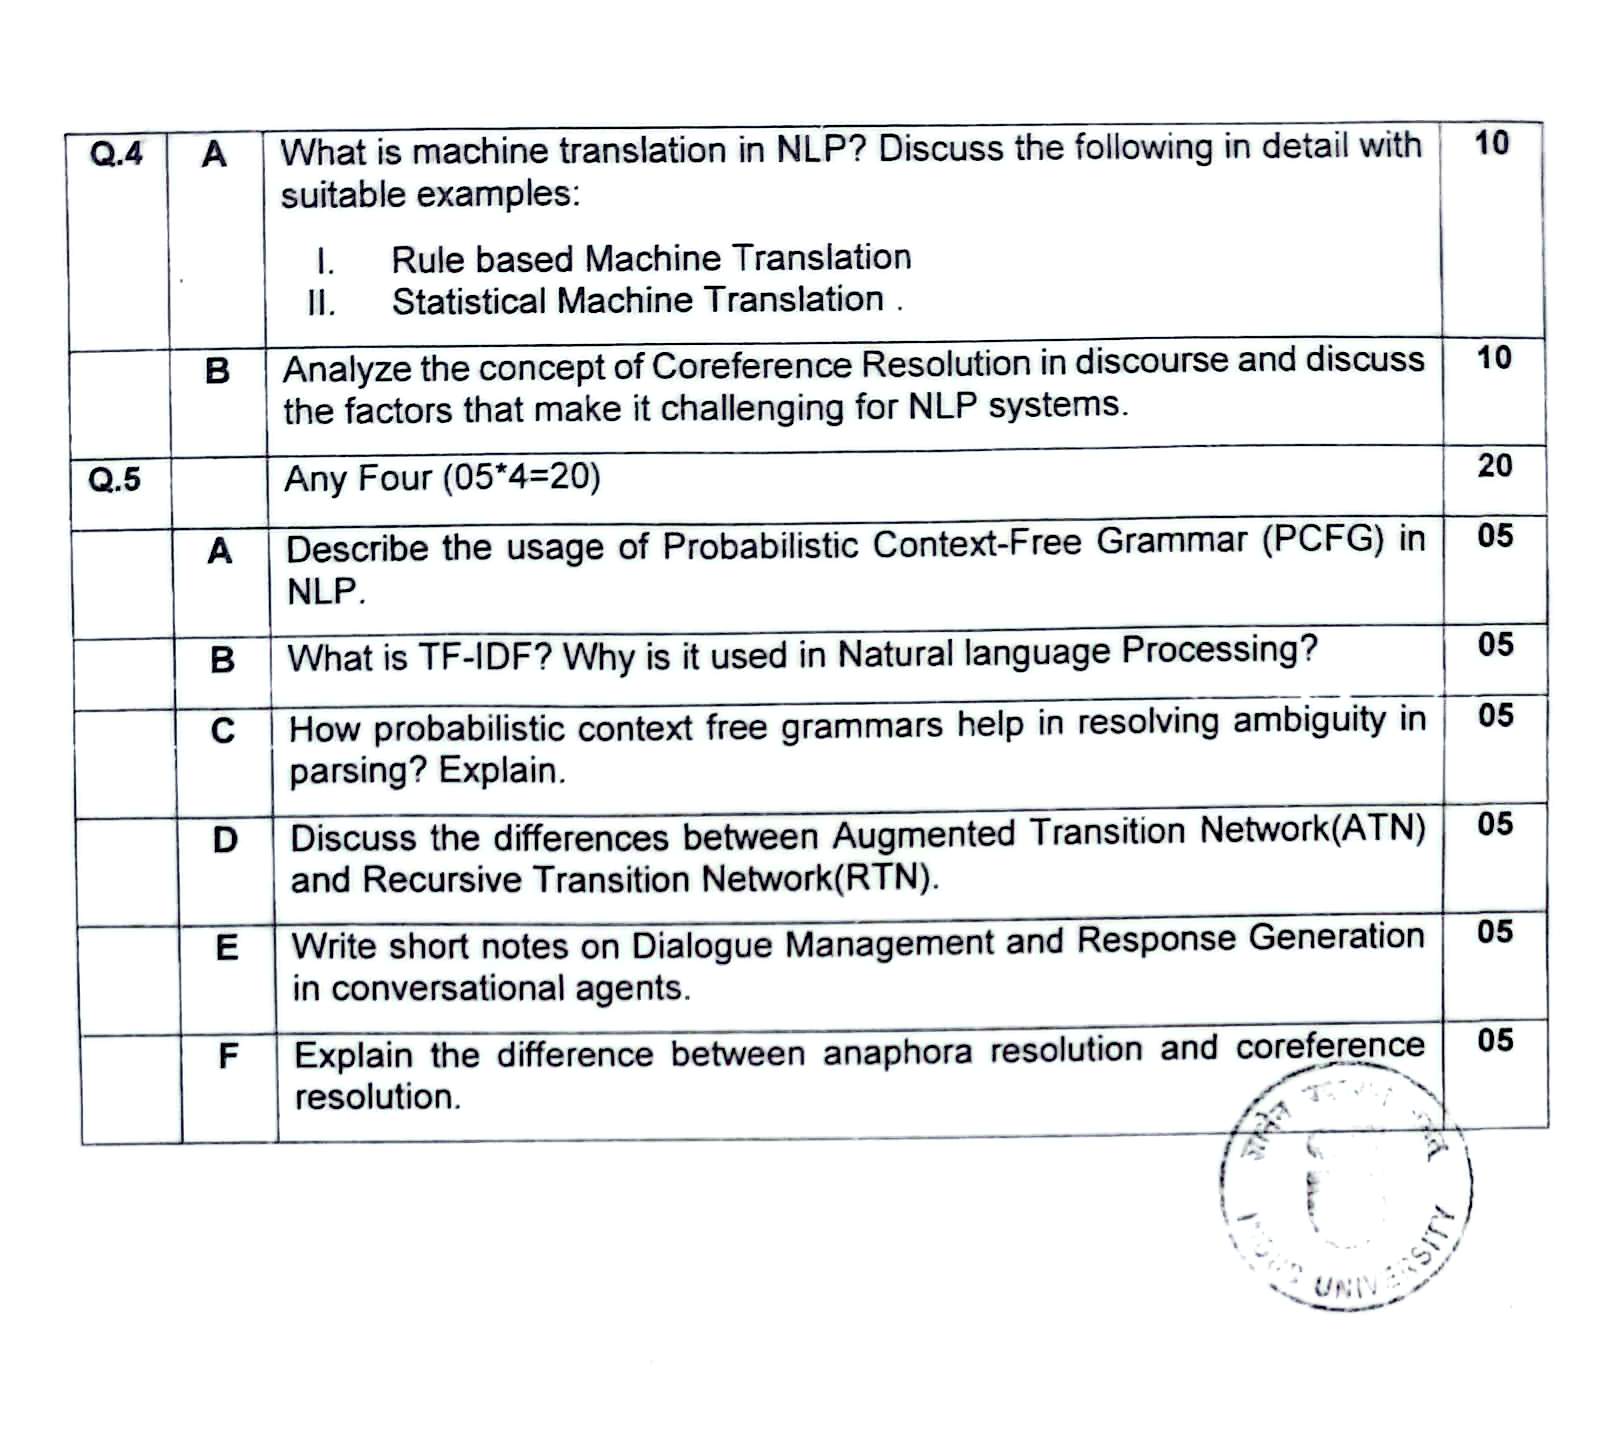 Q.4 A What is machine translation in NLP? Discuss the following in detail with 10
suitable examples:
I. Rule based Machine Translation
II. Statistical Machine Translation .
B Analyze the concept of Coreference Resolution in discourse and discuss 10
the factors that make it challenging for NLP systems.
Q.5 Any Four (05*4=20) 20
A Describe the usage of Probabilistic Context-Free Grammar (PCFG) in 05
NLP.
B What is TF-IDF? Why is it used in Natural language Processing? 05
C How probabilistic context free grammars help in resolving ambiguity in 05
parsing? Explain.
D Discuss the differences between Augmented Transition Network(ATN) 05
and Recursive Transition Network(RTN).
E Write short notes on Dialogue Management and Response Generation 05
in conversational agents.
F Explain the difference between anaphora resolution and coreference 05
resolution.
UNIVERSITY